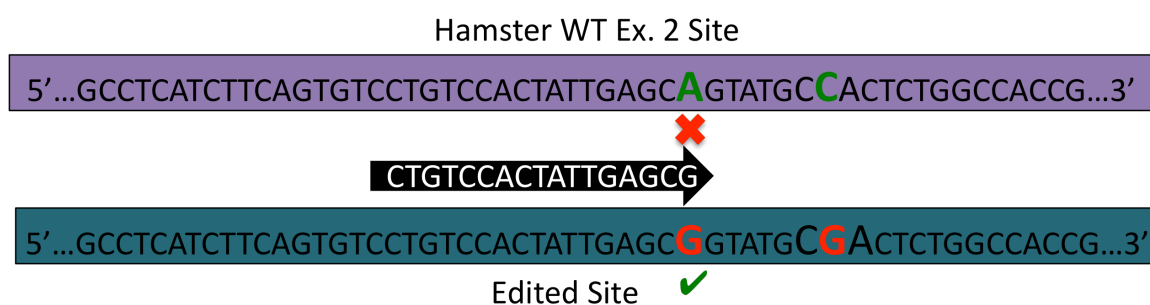 Hamster WT Ex. 2 Site
5’…GCCTCATCTTCAGTGTCCTGTCCACTATTGAGCAGTATGCCACTCTGGCCACCG…3’
CTGTCCACTATTGAGCG
5’…GCCTCATCTTCAGTGTCCTGTCCACTATTGAGCGGTATGCGACTCTGGCCACCG…3’
Edited Site